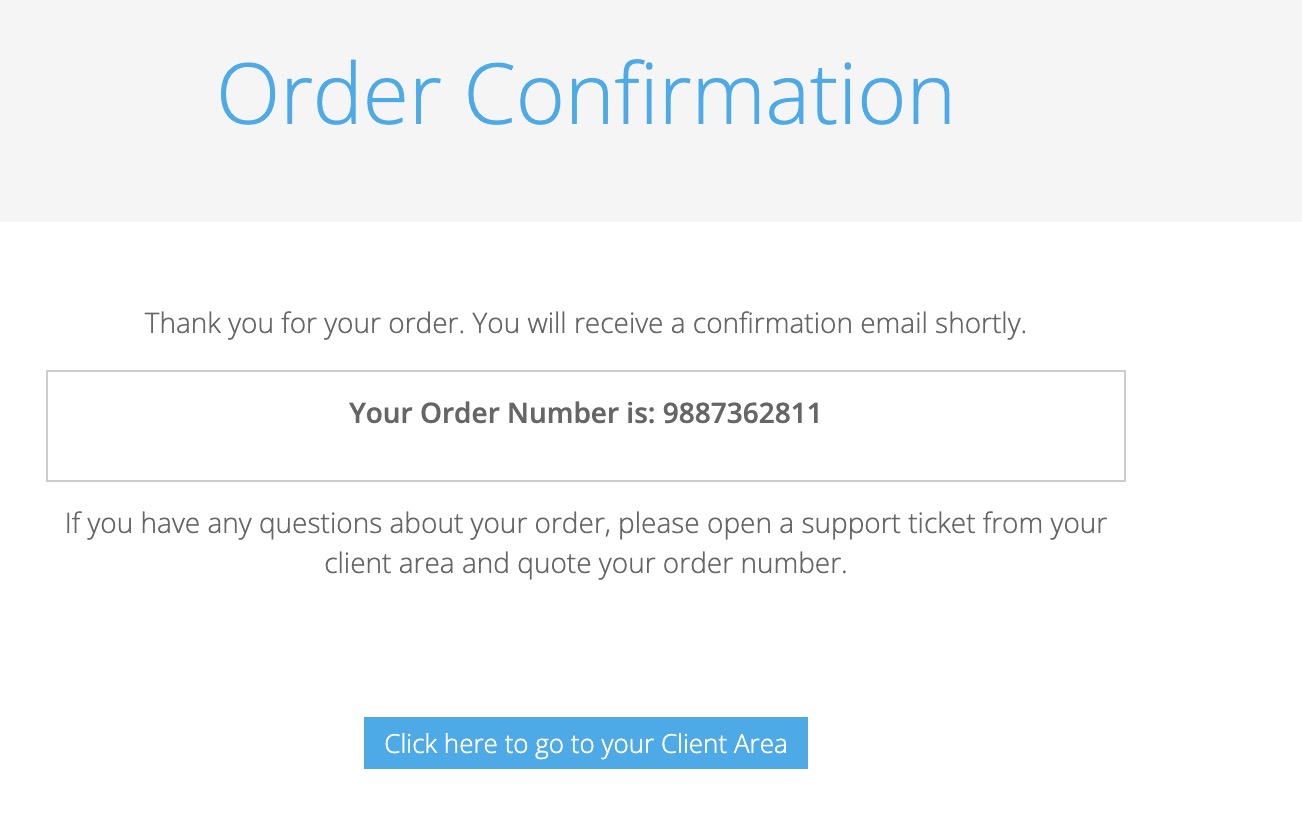 Order Confirmation
Thank you for your order. You will receive a confirmation email shortly.
Your Order Number is: 9887362811
If you have any questions about your order, please open a support ticket from your
client area and quote your order number.
Click here to go to your Client Area